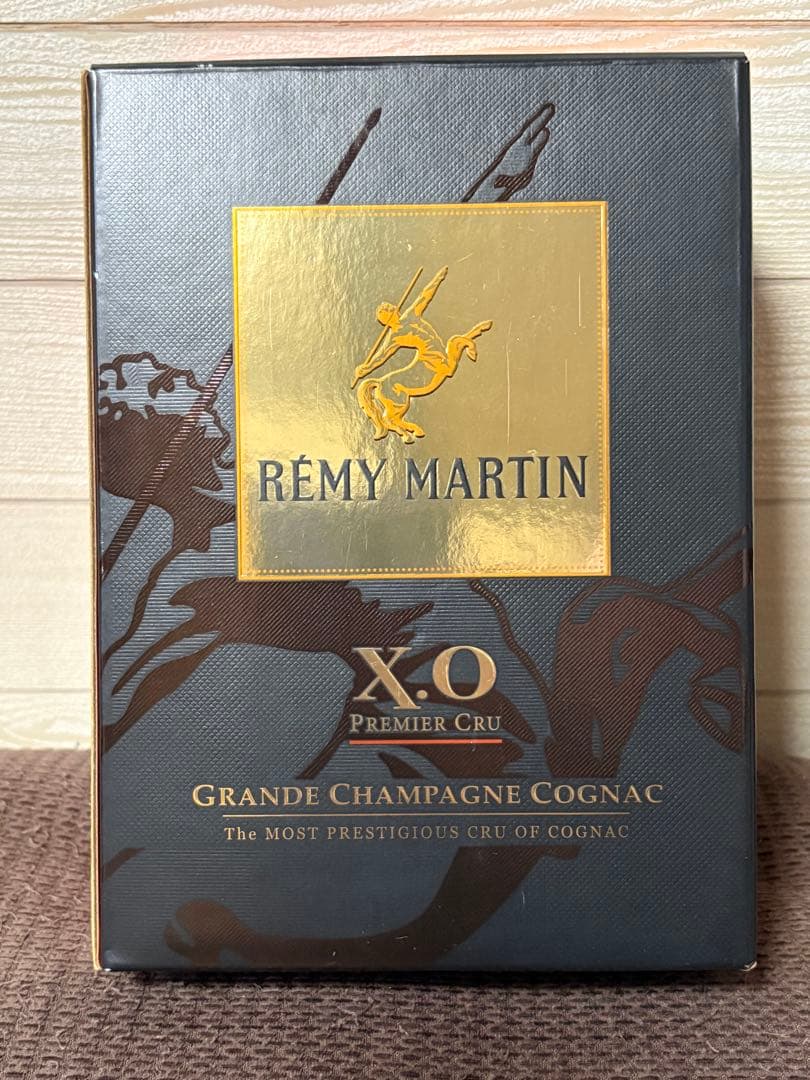 RÉMY MARTIN
X.O
PREMIER CRU
GRANDE CHAMPAGNE COGNAC
The MOST PRESTIGIOUS CRU OF COGNAC